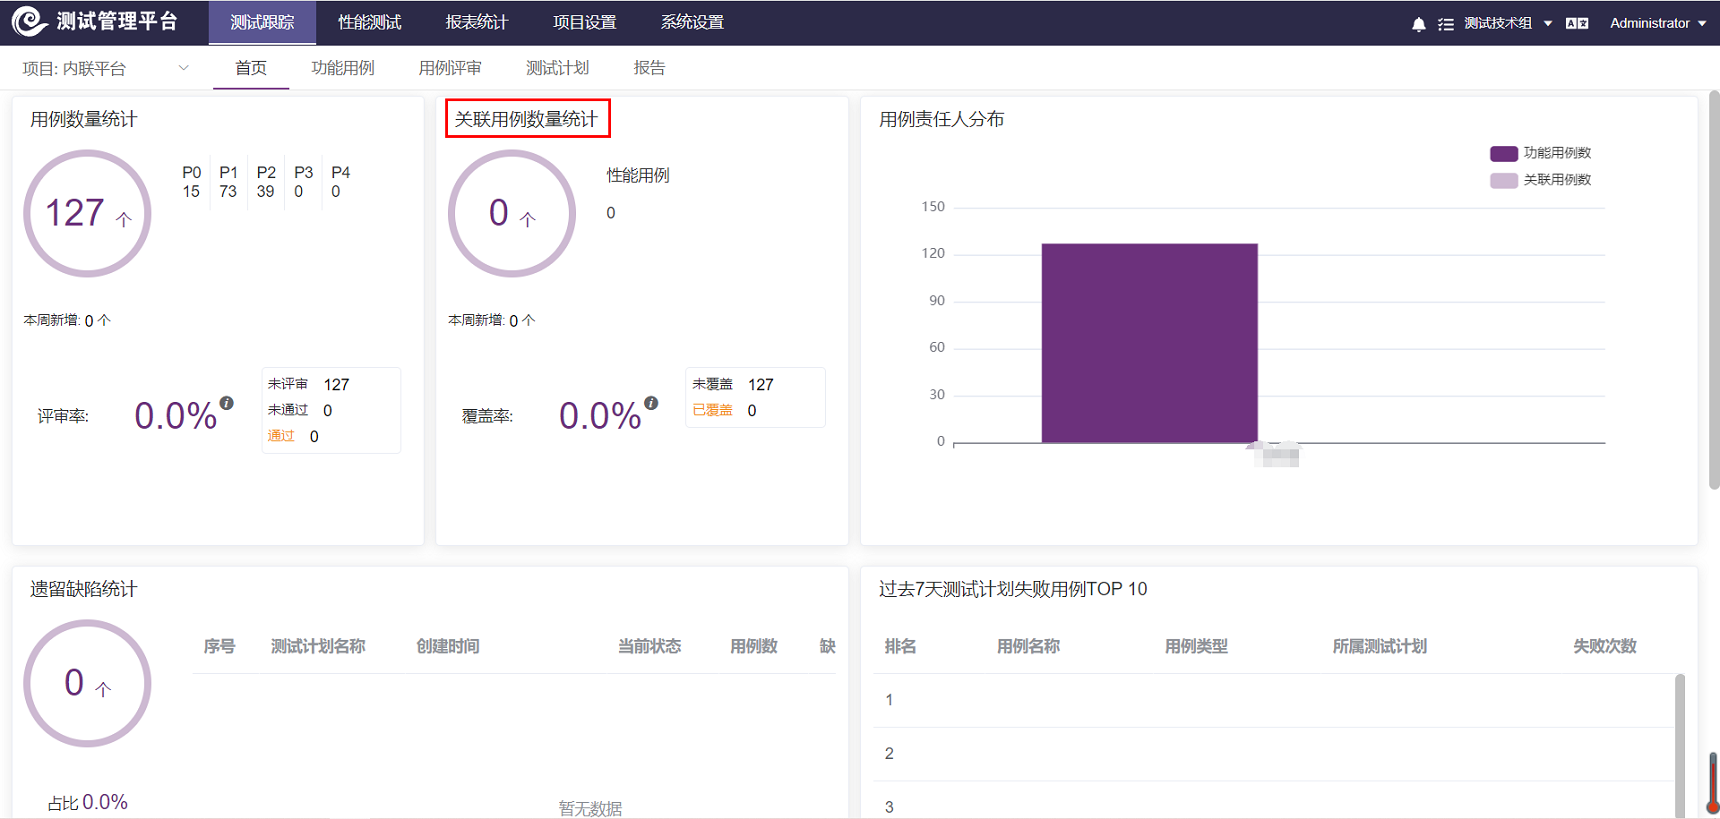 测试管理平台 测试跟踪 性能测试 报表统计 项目设置 系统设置 测试技术组 Administrator
项目: 内联平台 首页 功能用例 用例评审 测试计划 报告
用例数量统计
127 个
P0 P1 P2 P3 P4
15 73 39 0 0
本周新增: 0 个
评审率: 0.0%
未评审 127
未通过 0
通过 0
关联用例数量统计
0 个
性能用例
0
本周新增: 0 个
覆盖率: 0.0%
未覆盖 127
已覆盖 0
用例责任人分布
功能用例数
关联用例数
150
120
90
60
30
0
遗留缺陷统计
0 个
占比 0.0%
序号 测试计划名称 创建时间 当前状态 用例数 缺
暂无数据
过去7天测试计划失败用例TOP 10
排名 用例名称 用例类型 所属测试计划 失败次数
1
2
3